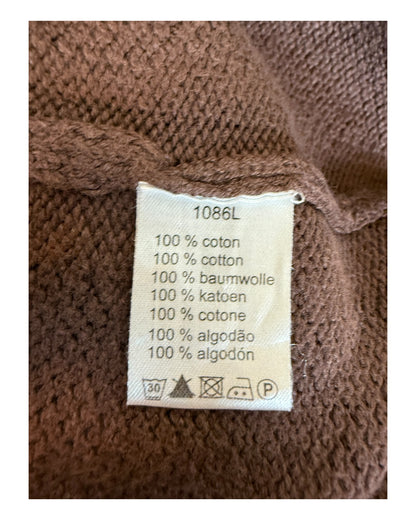 1086L
100 % coton
100 % cotton
100 % baumwolle
100 % katoen
100 % cotone
100 % algodão
100 % algodón
30 P